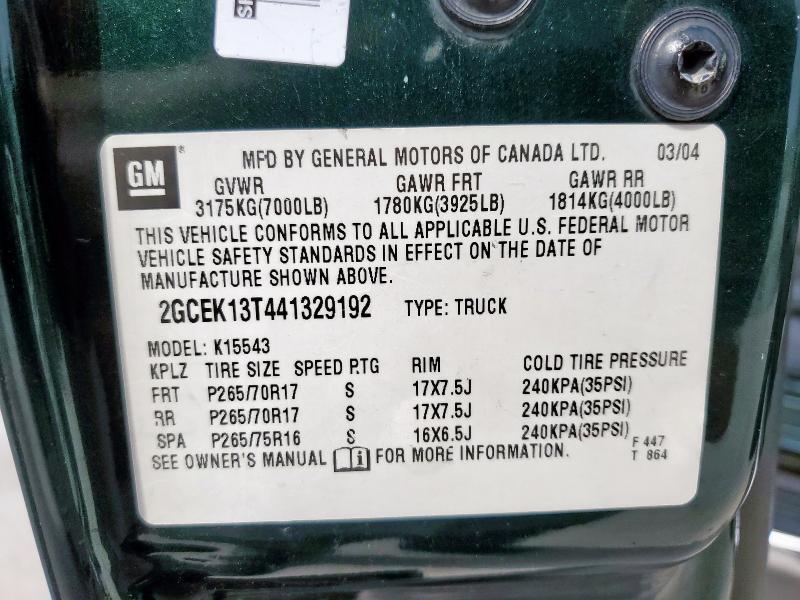 GM ®
MFD BY GENERAL MOTORS OF CANADA LTD. 03/04
GVWR GAWR FRT GAWR RR
3175KG(7000LB) 1780KG(3925LB) 1814KG(4000LB)
THIS VEHICLE CONFORMS TO ALL APPLICABLE U.S. FEDERAL MOTOR
VEHICLE SAFETY STANDARDS IN EFFECT ON THE DATE OF
MANUFACTURE SHOWN ABOVE.
2GCEK13T441329192 TYPE: TRUCK
MODEL: K15543
KPLZ TIRE SIZE SPEED RTG RIM COLD TIRE PRESSURE
FRT P265/70R17 S 17X7.5J 240KPA(35PSI)
RR P265/70R17 S 17X7.5J 240KPA(35PSI)
SPA P265/75R16 S 16X6.5J 240KPA(35PSI)
F 447
SEE OWNER'S MANUAL i FOR MORE INFORMATION. T 864